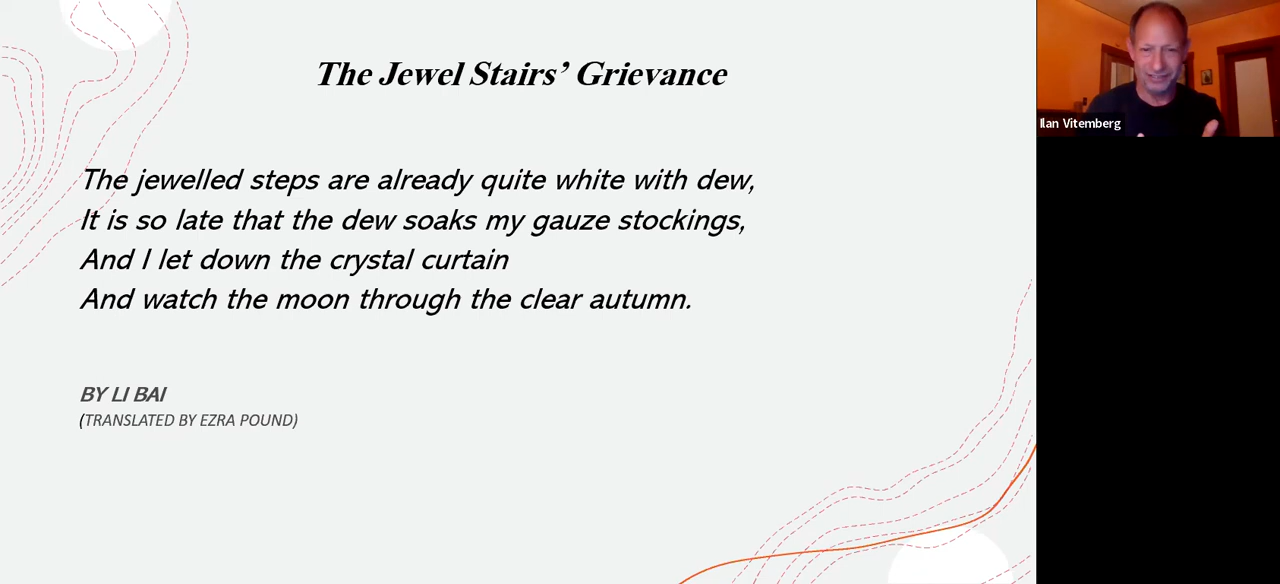 The Jewel Stairs’ Grievance
The jewelled steps are already quite white with dew,
It is so late that the dew soaks my gauze stockings,
And I let down the crystal curtain
And watch the moon through the clear autumn.
BY LI BAI
(TRANSLATED BY EZRA POUND)
Ilan Vitemberg